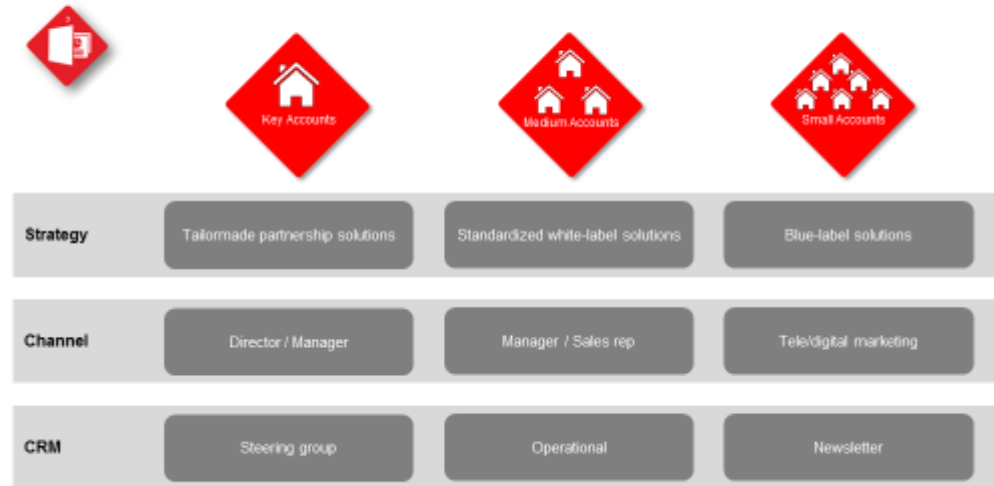 Key Accounts
Medium Accounts
Small Accounts
Strategy
Tailormade partnership solutions
Standardized white-label solutions
Blue-label solutions
Channel
Director / Manager
Manager / Sales rep
Tele/digital marketing
CRM
Steering group
Operational
Newsletter